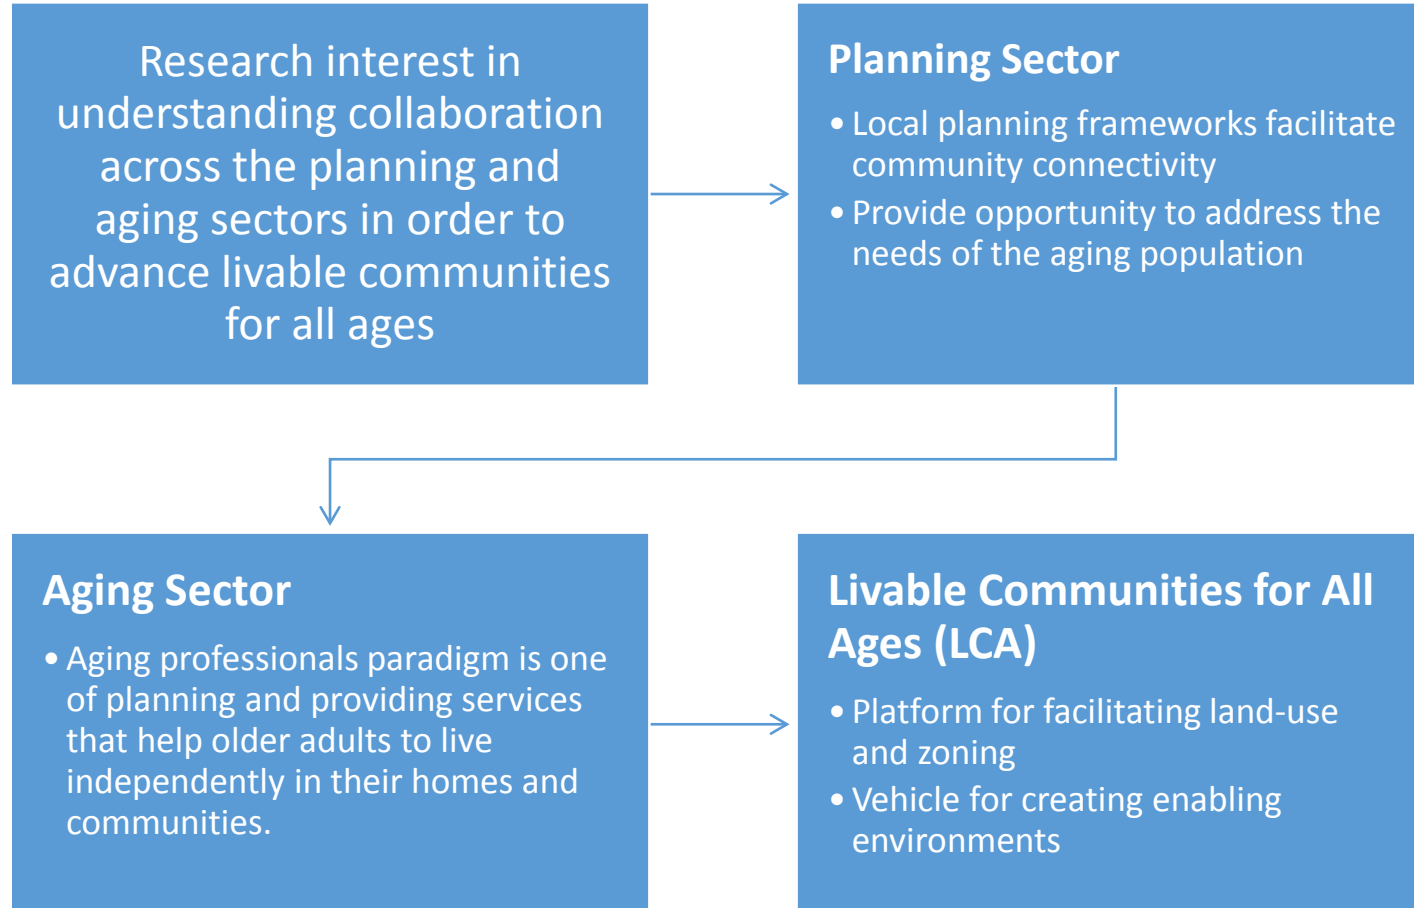 Research interest in
understanding collaboration
across the planning and
aging sectors in order to
advance livable communities
for all ages
Planning Sector
• Local planning frameworks facilitate
community connectivity
• Provide opportunity to address the
needs of the aging population
Aging Sector
• Aging professionals paradigm is one
of planning and providing services
that help older adults to live
independently in their homes and
communities.
Livable Communities for All
Ages (LCA)
• Platform for facilitating land-use
and zoning
• Vehicle for creating enabling
environments